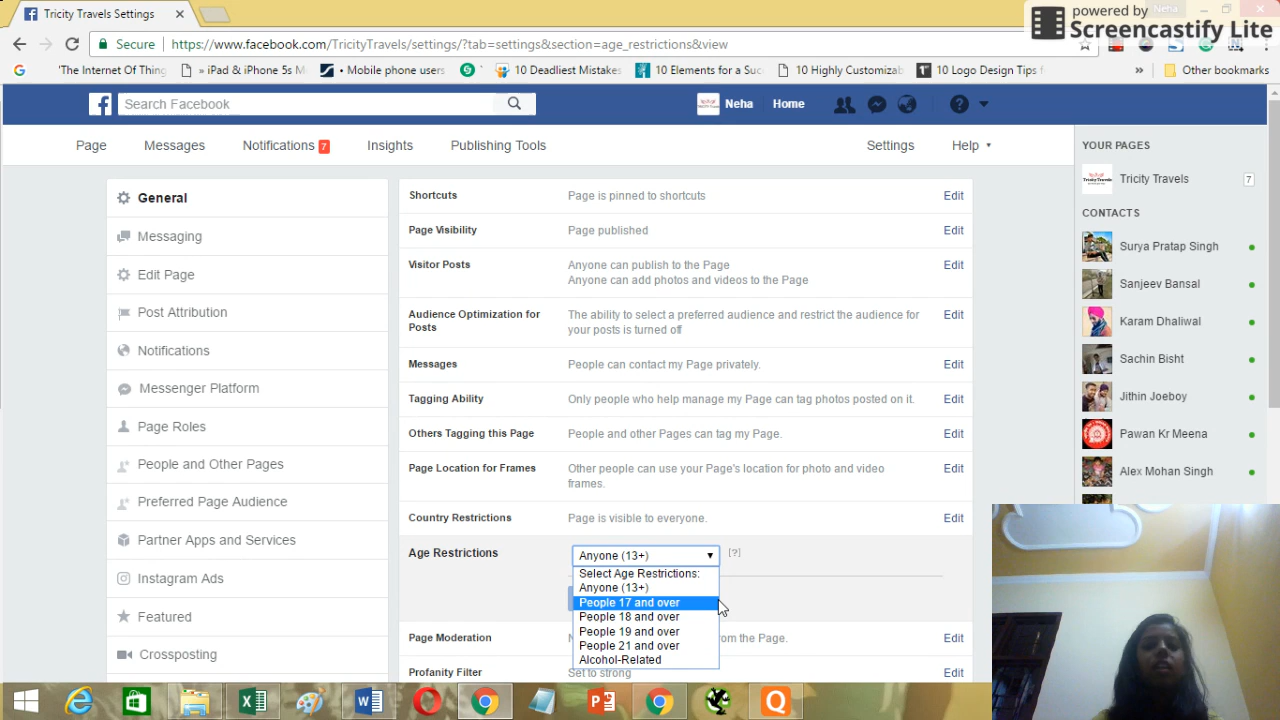 Tricity Travels Settings
Neha
powered by
Screencastify Lite
Secure
https://www.facebook.com/TricityTravels/settings/?tab=settings&section=age_restrictions&view
'The Internet Of Thing
» iPad & iPhone 5s M
• Mobile phone users
12 10 Deadliest Mistakes
10 Elements for a Suc
10 Highly Customizab
10 Logo Design Tips f
»
Other bookmarks
Search Facebook
Neha
Home
Page
Messages
Notifications 7
Insights
Publishing Tools
Settings
Help
YOUR PAGES
Tricity Travels 7
CONTACTS
Surya Pratap Singh
Sanjeev Bansal
Karam Dhaliwal
Sachin Bisht
Jithin Joeboy
Pawan Kr Meena
Alex Mohan Singh
General
Messaging
Edit Page
Post Attribution
Notifications
Messenger Platform
Page Roles
People and Other Pages
Preferred Page Audience
Partner Apps and Services
Instagram Ads
Featured
Crossposting
Shortcuts Page is pinned to shortcuts Edit
Page Visibility Page published Edit
Visitor Posts Anyone can publish to the Page Edit
Anyone can add photos and videos to the Page
Audience Optimization for The ability to select a preferred audience and restrict the audience for Edit
Posts your posts is turned off
Messages People can contact my Page privately. Edit
Tagging Ability Only people who help manage my Page can tag photos posted on it. Edit
Others Tagging this Page People and other Pages can tag my Page. Edit
Page Location for Frames Other people can use your Page's location for photo and video Edit
frames.
Country Restrictions Page is visible to everyone. Edit
Age Restrictions Anyone (13+) [?]
Select Age Restrictions:
Anyone (13+)
People 17 and over
People 18 and over
People 19 and over
People 21 and over
Alcohol-Related
Page Moderation from the Page. Edit
Profanity Filter Set to strong Edit